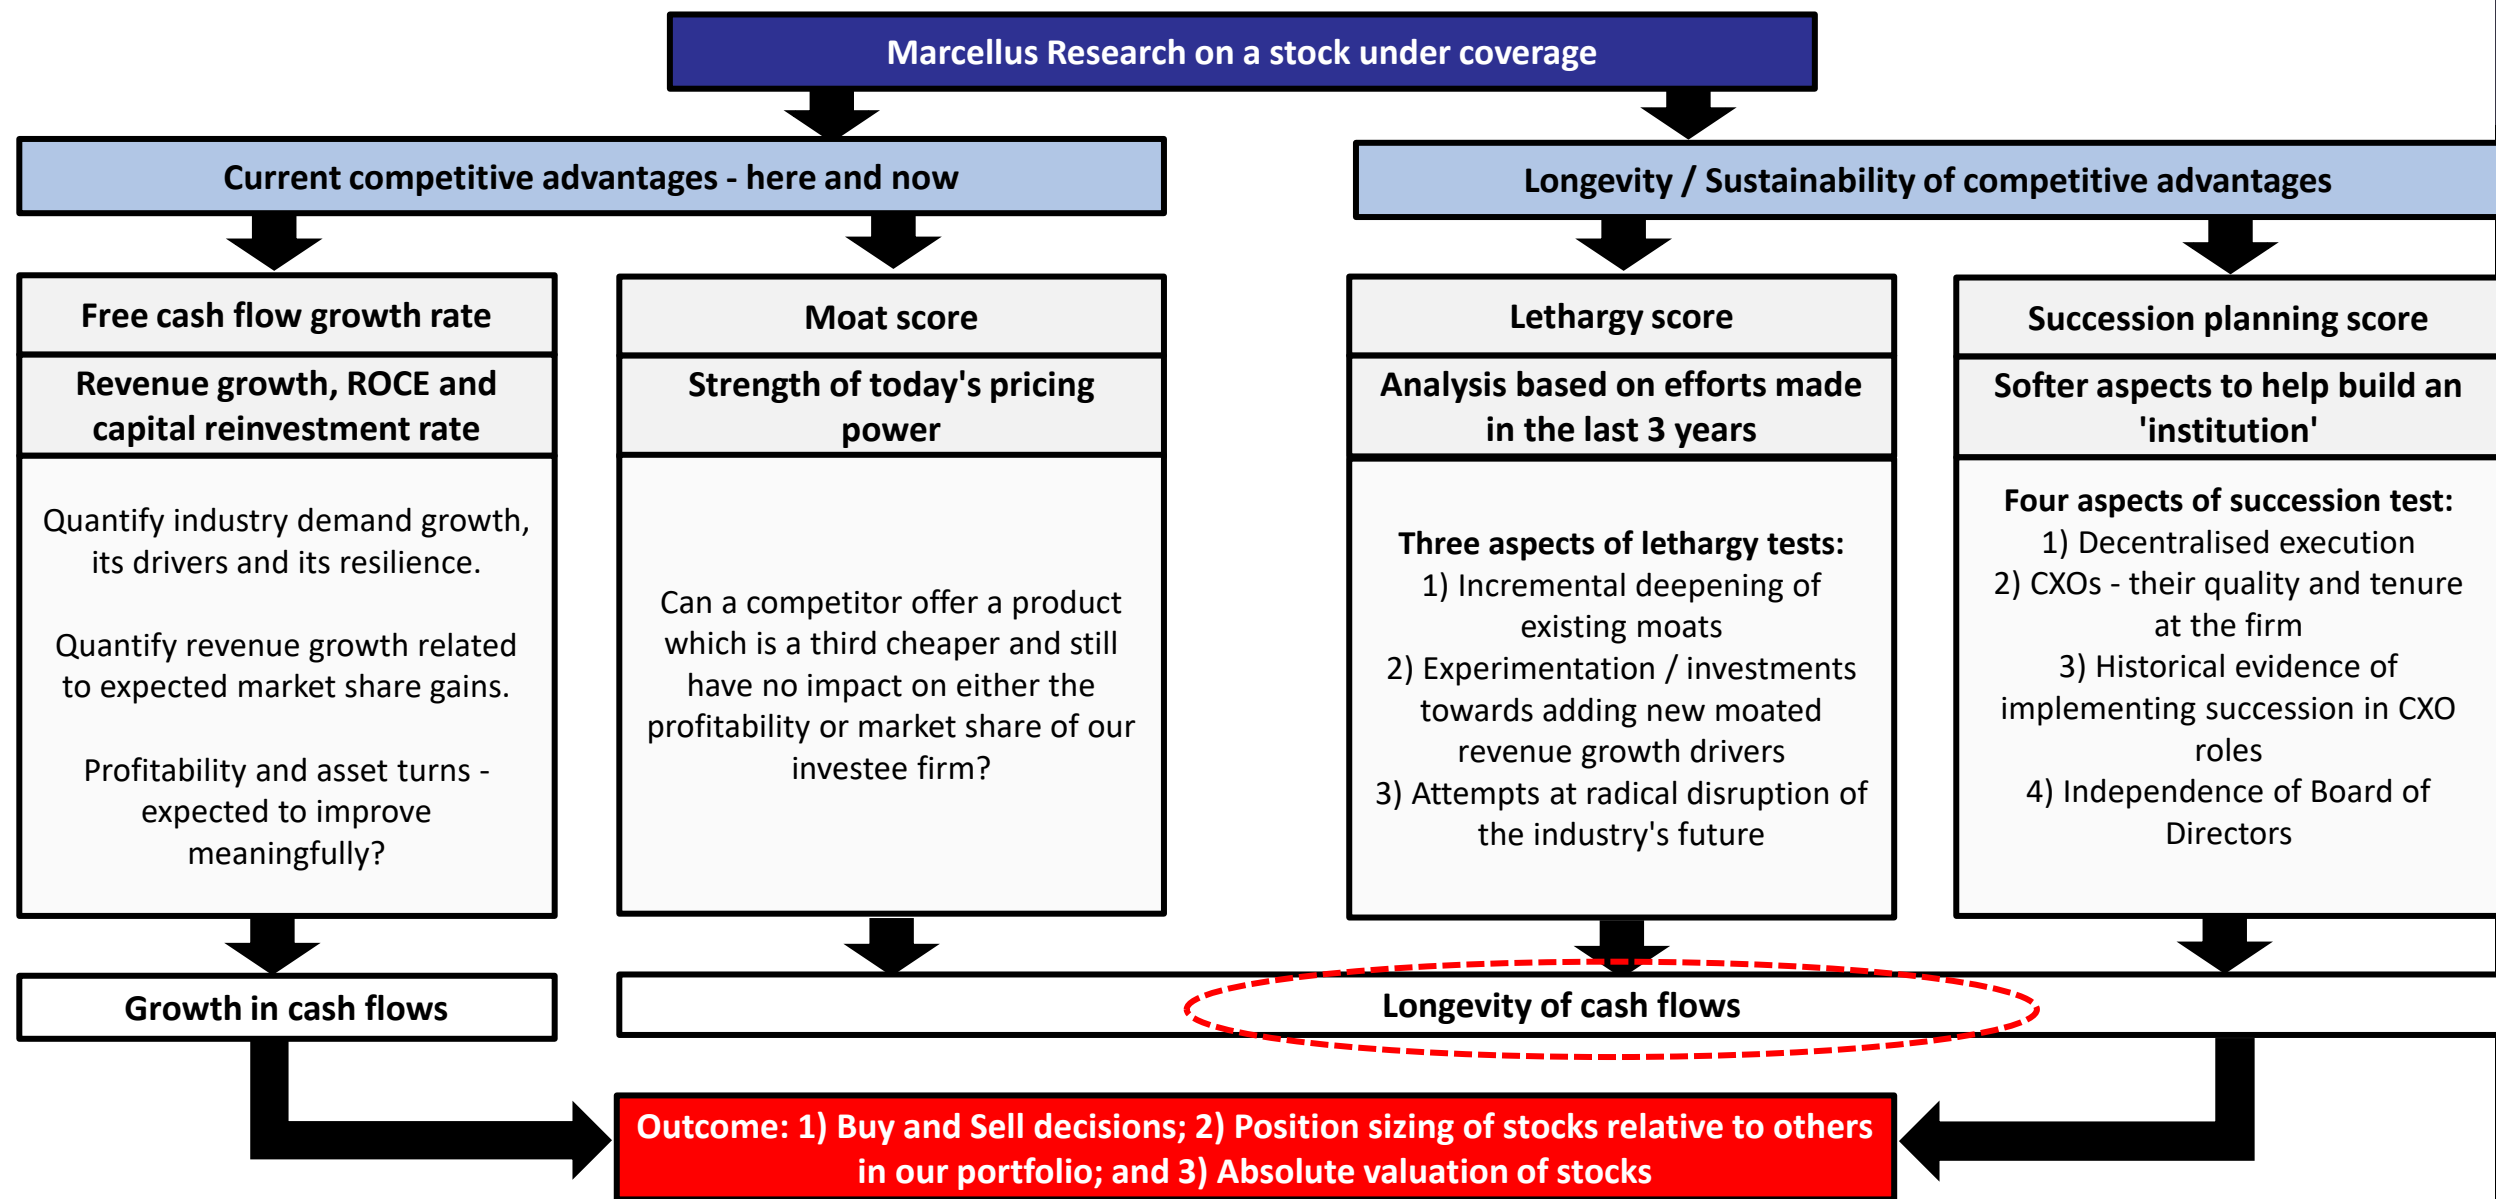 Marcellus Research on a stock under coverage
Current competitive advantages - here and now
Longevity / Sustainability of competitive advantages
Free cash flow growth rate
Revenue growth, ROCE and
capital reinvestment rate
Quantify industry demand growth,
its drivers and its resilience.
Quantify revenue growth related
to expected market share gains.
Profitability and asset turns -
expected to improve
meaningfully?
Moat score
Strength of today's pricing
power
Can a competitor offer a product
which is a third cheaper and still
have no impact on either the
profitability or market share of our
investee firm?
Lethargy score
Analysis based on efforts made
in the last 3 years
Three aspects of lethargy tests:
1) Incremental deepening of
existing moats
2) Experimentation / investments
towards adding new moated
revenue growth drivers
3) Attempts at radical disruption of
the industry's future
Succession planning score
Softer aspects to help build an
'institution'
Four aspects of succession test:
1) Decentralised execution
2) CXOs - their quality and tenure
at the firm
3) Historical evidence of
implementing succession in CXO
roles
4) Independence of Board of
Directors
Growth in cash flows
Longevity of cash flows
Outcome: 1) Buy and Sell decisions; 2) Position sizing of stocks relative to others
in our portfolio; and 3) Absolute valuation of stocks